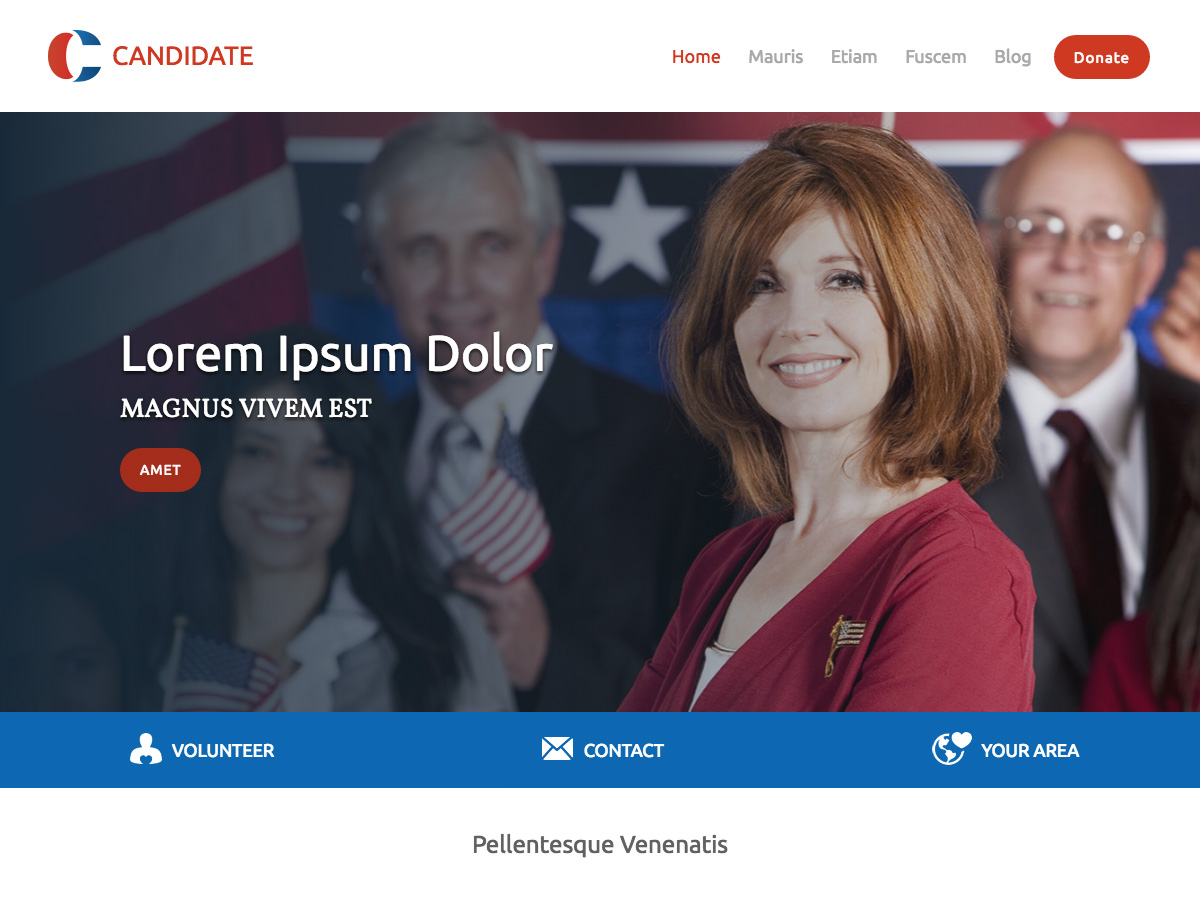 CANDIDATE
Home Mauris Etiam Fuscem Blog Donate
Lorem Ipsum Dolor
MAGNUS VIVEM EST
AMET
VOLUNTEER CONTACT YOUR AREA
Pellentesque Venenatis